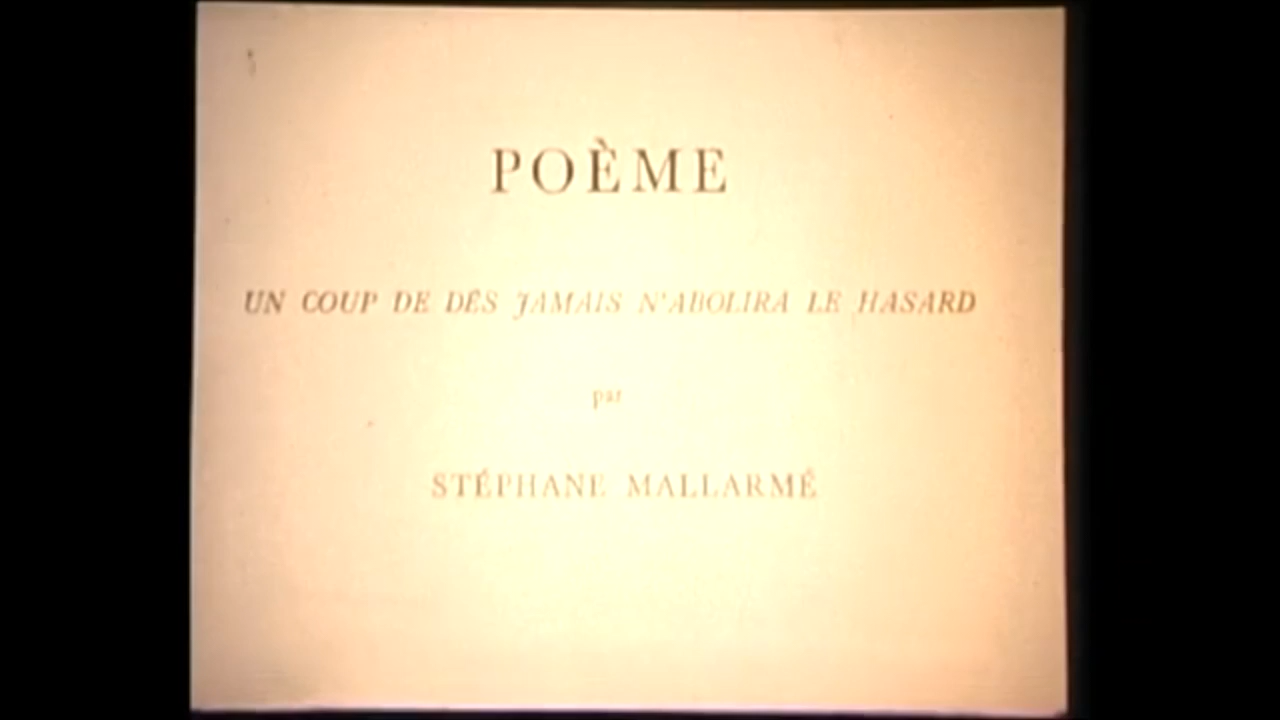 POÈME
UN COUP DE DÉS JAMAIS N'ABOLIRA LE HASARD
par
STÉPHANE MALLARMÉ